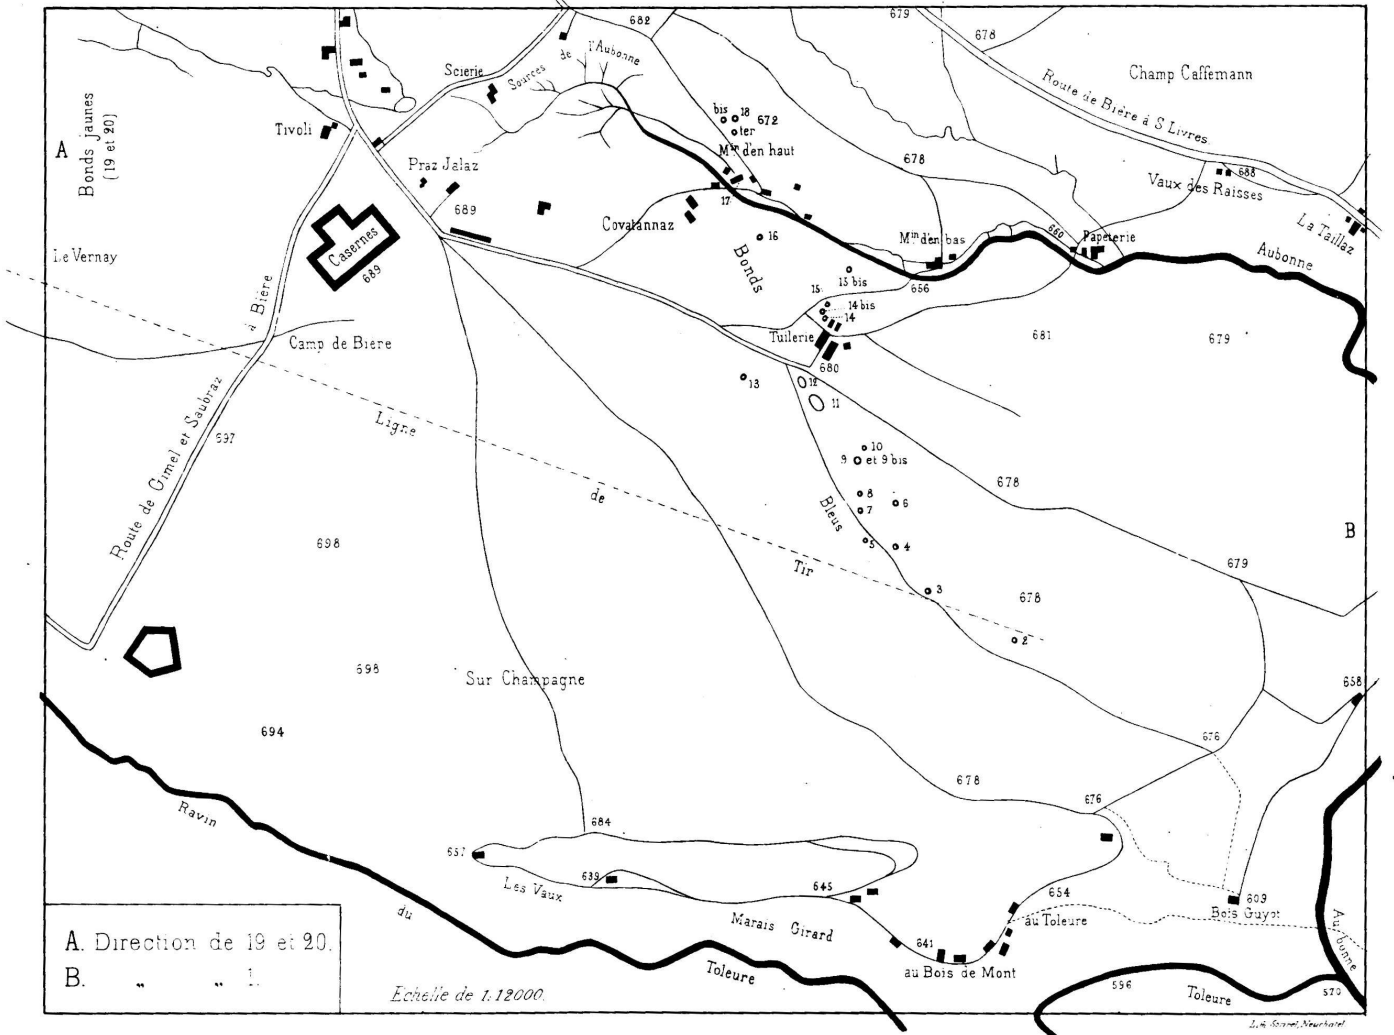 682
679
678
Champ Caffemann
Route de Bière à S Livres
Scierie
Sources de l'Aubonne
A
Bonds jaunes
(19 et 20)
Tivoli
bis 18 672
ter
Min d'en haut
678
688
Vaux des Raisses
La Taillaz
Praz Jalaz
689
17
Covatannaz
16
Bonds
Min d'en bas
660
Papeterie
Aubonne
Le Vernay
Casernes
689
à Bière
15 bis
656
15
14 bis
14
Tuilerie
680
681
679
Camp de Bière
13
12
11
Route de Gimel et Saubraz
697
Ligne de Tir
10
9 et 9 bis
8
7
6
5
4
Bleus
678
B
698
3
678
679
2
698
Sur Champagne
658
694
676
678
676
Ravin du Toleure
684
657
639
Les Vaux
645
Marais Girard
654
au Toleure
609
Bois Guyot
641
au Bois de Mont
Aubonne
596
Toleure
570
A. Direction de 19 et 20.
B. " " 1.
Echelle de 1:12000.